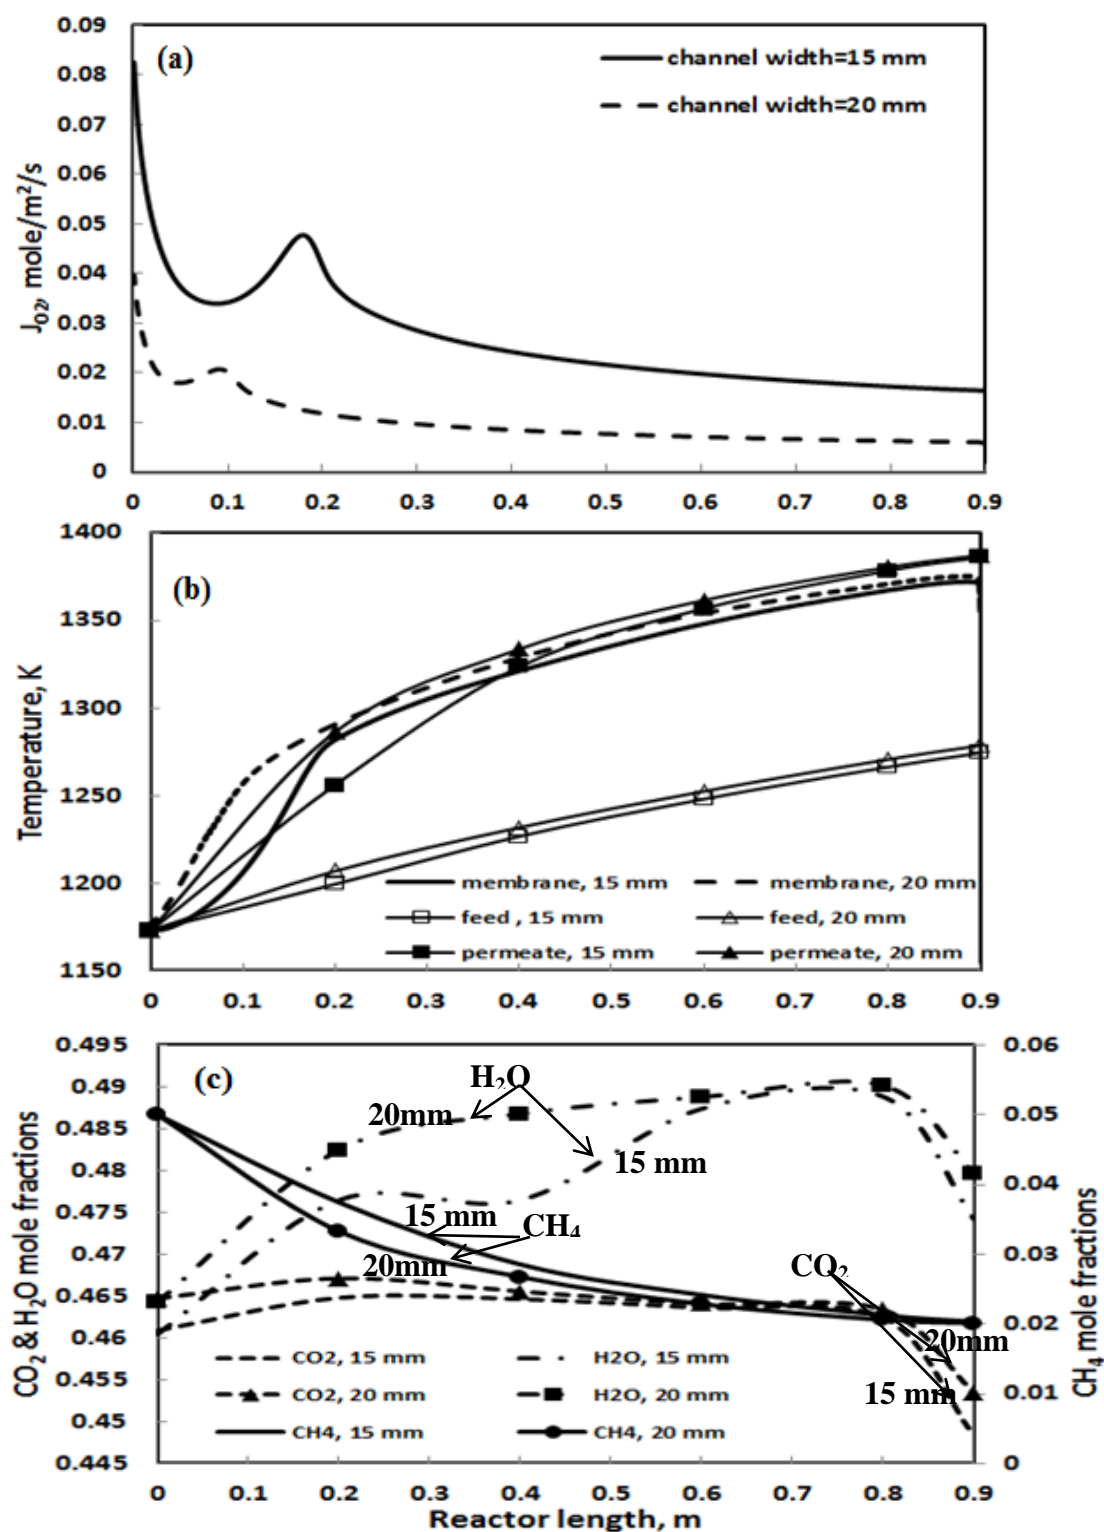 0.09
(a)
channel width=15 mm
0.08
channel width=20 mm
0.07
0.06
0.05
0.04
0.03
0.02
0.01
0
J02, mole/m²/s
0 0.1 0.2 0.3 0.4 0.5 0.6 0.7 0.8 0.9
1400
(b)
1350
1300
1250
1200
1150
Temperature, K
membrane, 15 mm membrane, 20 mm
feed , 15 mm feed, 20 mm
permeate, 15 mm permeate, 20 mm
0 0.1 0.2 0.3 0.4 0.5 0.6 0.7 0.8 0.9
0.495 0.06
(c)
H₂O
0.49
20mm
0.485 0.05
15 mm
0.48 0.04
0.475
15 mm CH₄
0.47 0.03
20mm
CO₂
0.465
0.46 0.02
20mm
0.455
15 mm
0.01
0.45
0.445 0
CO₂ & H₂O mole fractions
CH₄ mole fractions
CO2, 15 mm H2O, 15 mm
CO2, 20 mm H2O, 20 mm
CH4, 15 mm CH4, 20 mm
0 0.1 0.2 0.3 0.4 0.5 0.6 0.7 0.8 0.9
Reactor length, m